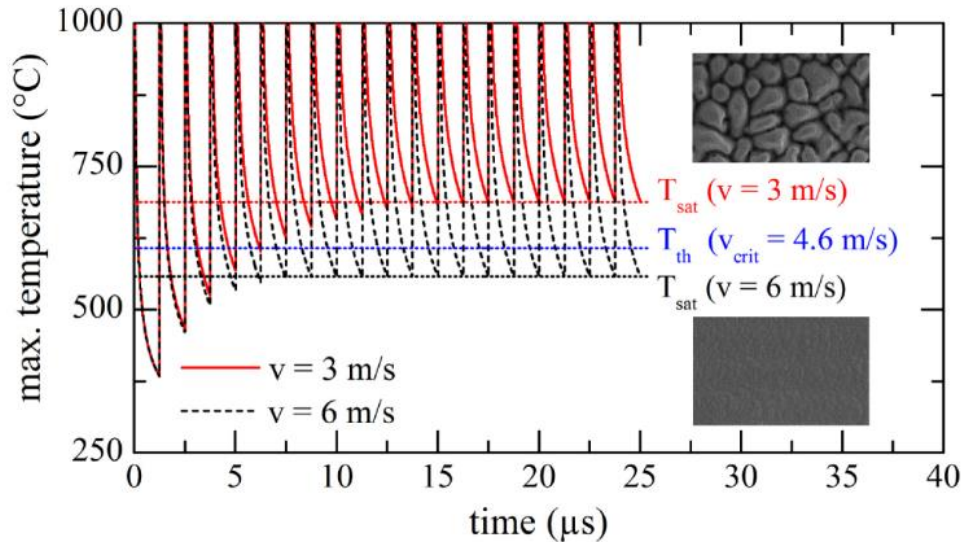 1000
750
500
250
max. temperature (°C)
T_sat (v = 3 m/s)
T_th (v_crit = 4.6 m/s)
T_sat (v = 6 m/s)
v = 3 m/s
v = 6 m/s
0 5 10 15 20 25 30 35 40
time (µs)